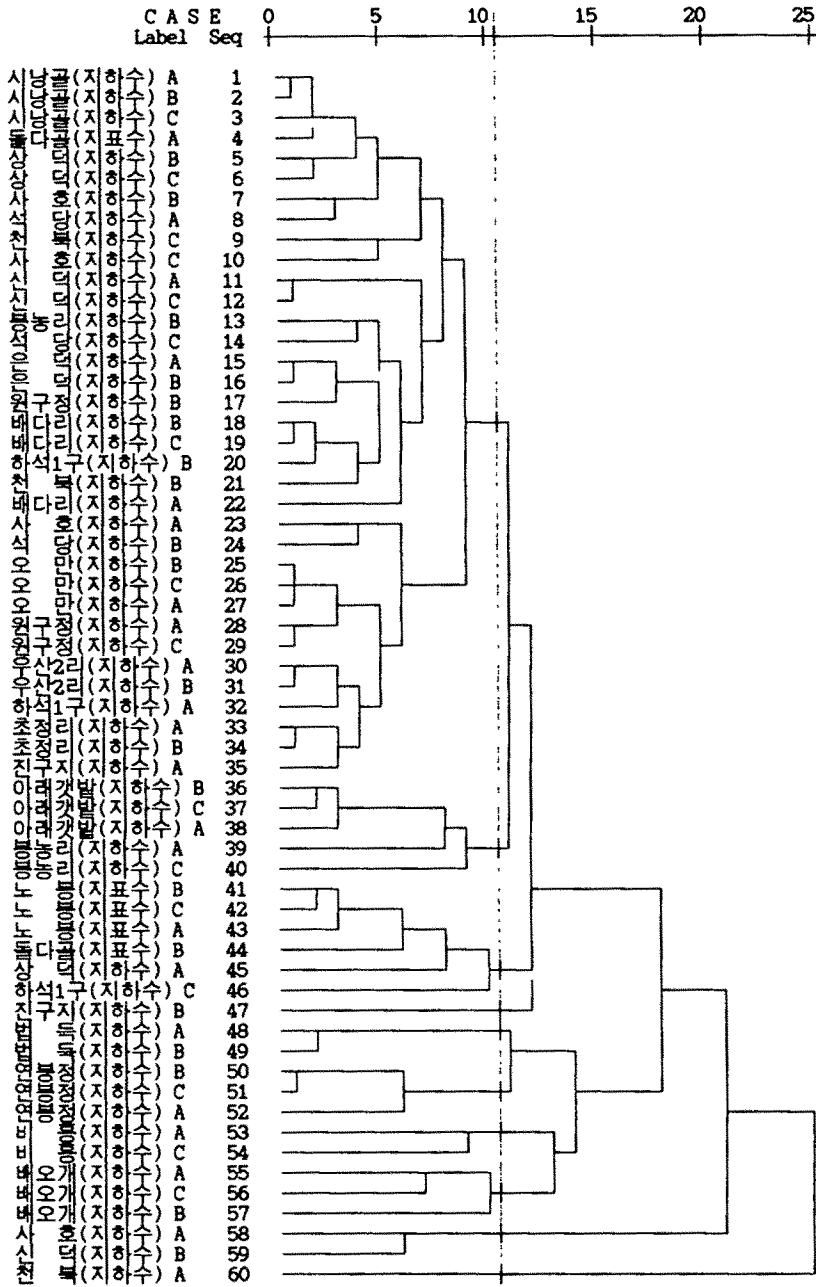 C A S E 0 5 10 15 20 25
Label Seq
시낭골(지하수) A 1
시낭골(지하수) B 2
시낭골(지하수) C 3
돌다골(지표수) A 4
상 덕(지하수) B 5
상 덕(지하수) C 6
사 호(지하수) B 7
석 당(지하수) A 8
천 북(지하수) C 9
사 호(지하수) C 10
신 덕(지하수) A 11
신 덕(지하수) C 12
봉농리(지하수) B 13
석 당(지하수) C 14
은 덕(지하수) A 15
은 덕(지하수) B 16
원구정(지하수) B 17
배다리(지하수) B 18
배다리(지하수) C 19
하석1구(지하수) B 20
천 북(지하수) B 21
배다리(지하수) A 22
사 호(지하수) A 23
석 당(지하수) B 24
오 만(지하수) B 25
오 만(지하수) C 26
오 만(지하수) A 27
원구정(지하수) A 28
원구정(지하수) C 29
우산2리(지하수) A 30
우산2리(지하수) B 31
하석1구(지하수) A 32
초정리(지하수) A 33
초정리(지하수) B 34
진구지(지하수) A 35
아래갯발(지하수) B 36
아래갯발(지하수) C 37
아래갯발(지하수) A 38
봉농리(지하수) A 39
봉농리(지하수) C 40
노 봉(지표수) B 41
노 봉(지표수) C 42
노 봉(지표수) A 43
돌다골(지표수) B 44
상 덕(지하수) A 45
하석1구(지하수) C 46
진구지(지하수) B 47
법 득(지하수) A 48
법 득(지하수) B 49
연봉정(지하수) B 50
연봉정(지하수) C 51
연봉정(지하수) A 52
비 룡(지하수) A 53
비 룡(지하수) C 54
배오개(지하수) A 55
배오개(지하수) C 56
배오개(지하수) B 57
사 호(지하수) A 58
신 덕(지하수) B 59
천 북(지하수) A 60